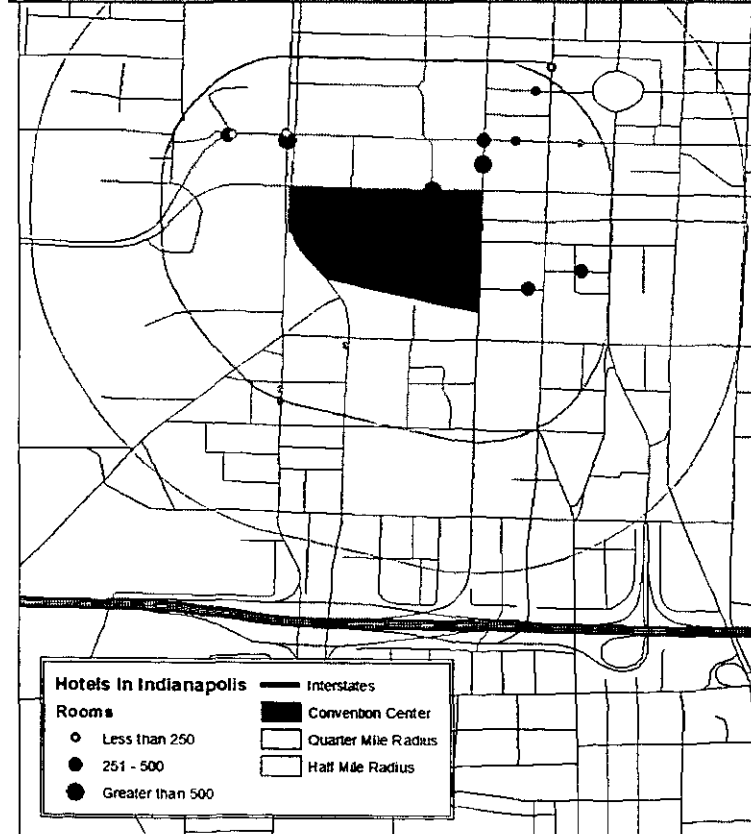 Hotels in Indianapolis
Rooms
Less than 250
251 - 500
Greater than 500
Interstates
Convention Center
Quarter Mile Radius
Half Mile Radius